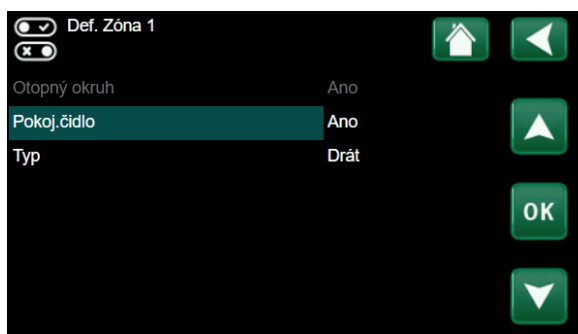 Def. Zóna 1
Otopný okruh Ano
Pokoj.čidlo Ano
Typ Drát
OK